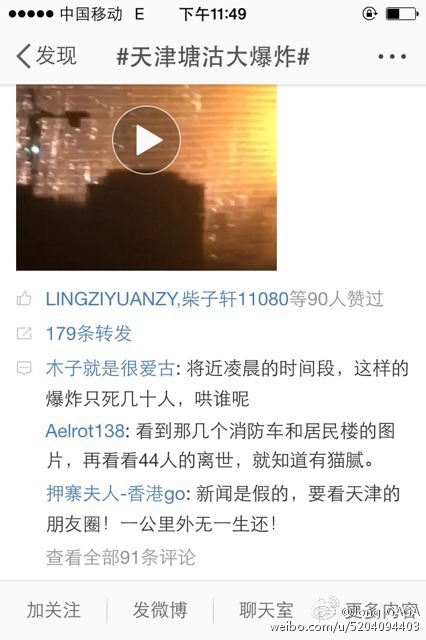 中国移动 E 下午11:49
发现 #天津塘沽大爆炸#
LINGZIYUANZY,柴子轩11080等90人赞过
179条转发
木子就是很爱古: 将近凌晨的时间段，这样的
爆炸只死几十人，哄谁呢
Aelrot138: 看到那几个消防车和居民楼的图
片，再看看44人的离世，就知道有猫腻。
押寨夫人-香港go: 新闻是假的，要看天津的
朋友圈！一公里外无一生还！
查看全部91条评论
加关注 发微博 聊天室 更多内容
weibo.com/u/5204094403